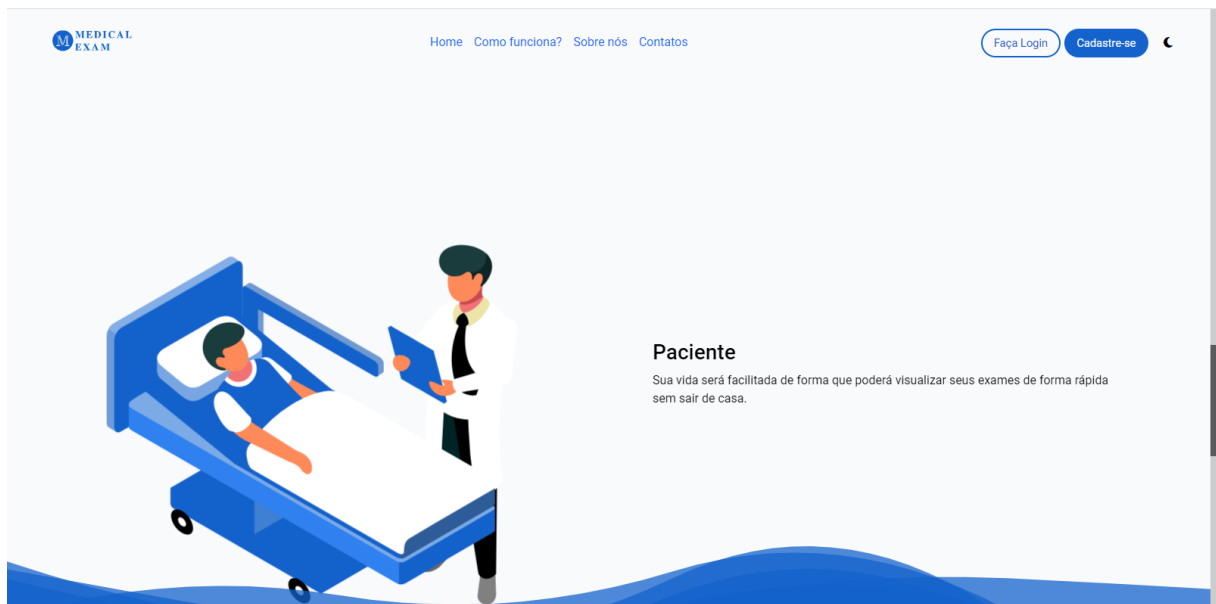 MEDICAL
EXAM
Home Como funciona? Sobre nós Contatos
Faça Login
Cadastre-se
Paciente
Sua vida será facilitada de forma que poderá visualizar seus exames de forma rápida
sem sair de casa.